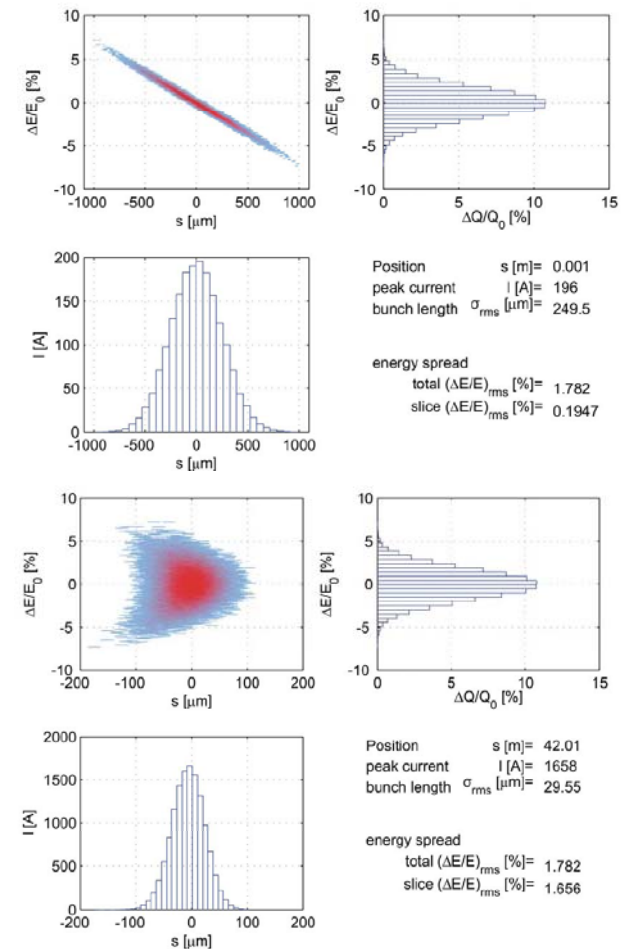 10
5
0
-5
-10
ΔE/E₀ [%]
-1000 -500 0 500 1000
s [μm]
10
5
0
-5
-10
ΔE/E₀ [%]
0 5 10 15
ΔQ/Q₀ [%]
200
150
100
50
0
I [A]
-1000 -500 0 500 1000
s [μm]
Position s [m]= 0.001
peak current I [A]= 196
bunch length σrms [μm]= 249.5
energy spread
total (ΔE/E)rms [%]= 1.782
slice (ΔE/E)rms [%]= 0.1947
10
5
0
-5
-10
ΔE/E₀ [%]
-200 -100 0 100 200
s [μm]
10
5
0
-5
-10
ΔE/E₀ [%]
0 5 10 15
ΔQ/Q₀ [%]
2000
1500
1000
500
0
I [A]
-200 -100 0 100 200
s [μm]
Position s [m]= 42.01
peak current I [A]= 1658
bunch length σrms [μm]= 29.55
energy spread
total (ΔE/E)rms [%]= 1.782
slice (ΔE/E)rms [%]= 1.656